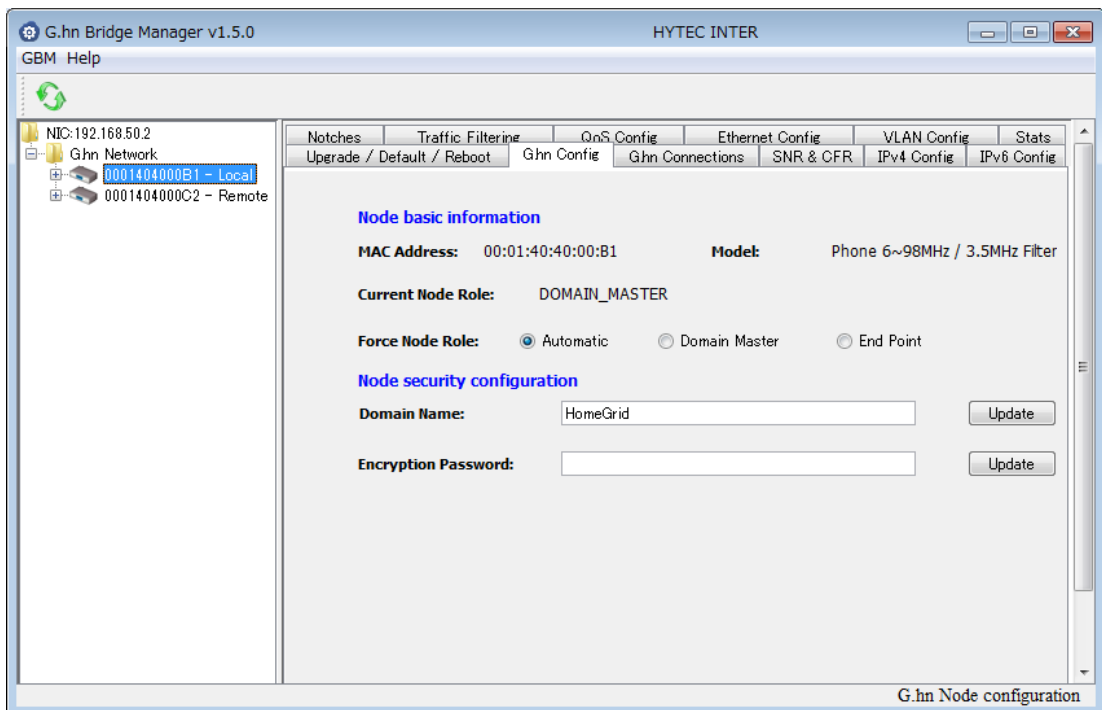 G.hn Bridge Manager v1.5.0 HYTEC INTER
GBM Help
NIC:192.168.50.2
G.hn Network
0001404000B1 - Local
0001404000C2 - Remote
Notches Traffic Filtering QoS Config Ethernet Config VLAN Config Stats
Upgrade / Default / Reboot G.hn Config G.hn Connections SNR & CFR IPv4 Config IPv6 Config
Node basic information
MAC Address: 00:01:40:40:00:B1 Model: Phone 6~98MHz / 3.5MHz Filter
Current Node Role: DOMAIN_MASTER
Force Node Role: Automatic Domain Master End Point
Node security configuration
Domain Name: HomeGrid Update
Encryption Password: Update
G.hn Node configuration